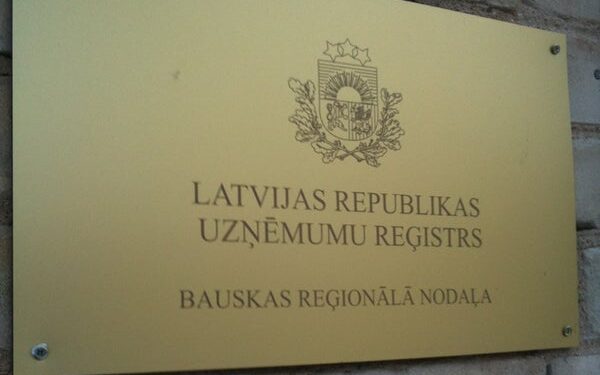 LATVIJAS REPUBLIKAS
UZŅĒMUMU REĢISTRS
BAUSKAS REĢIONĀLĀ NODAĻA